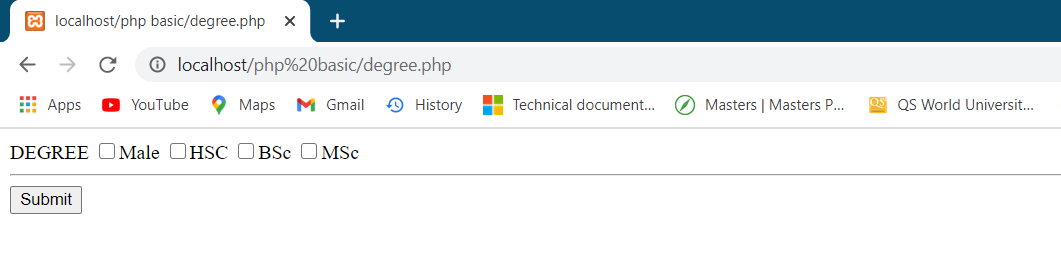 localhost/php basic/degree.php
localhost/php%20basic/degree.php
Apps YouTube Maps Gmail History Technical document... Masters | Masters P... QS World Universit...
DEGREE Male HSC BSc MSc
Submit